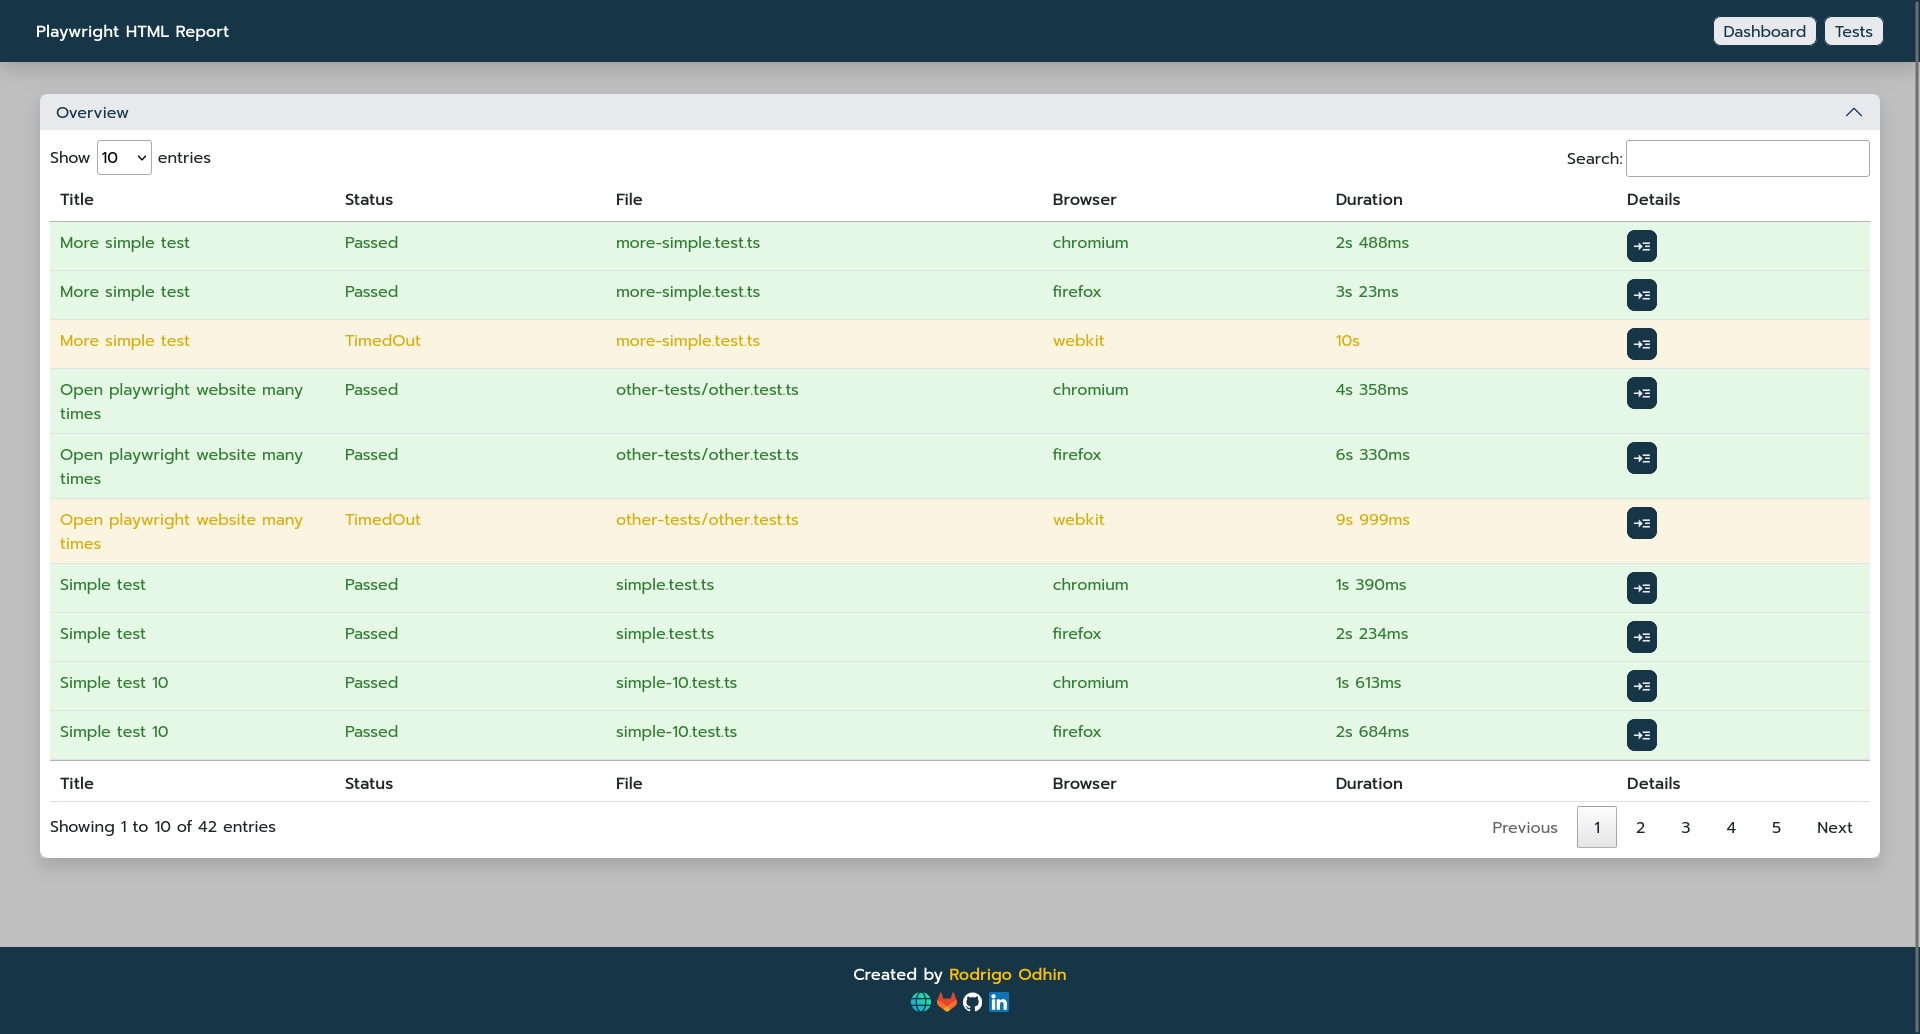 Playwright HTML Report
Dashboard Tests
Overview
Show 10 entries Search:
Title Status File Browser Duration Details
More simple test Passed more-simple.test.ts chromium 2s 488ms
More simple test Passed more-simple.test.ts firefox 3s 23ms
More simple test TimedOut more-simple.test.ts webkit 10s
Open playwright website many Passed other-tests/other.test.ts chromium 4s 358ms
times
Open playwright website many Passed other-tests/other.test.ts firefox 6s 330ms
times
Open playwright website many TimedOut other-tests/other.test.ts webkit 9s 999ms
times
Simple test Passed simple.test.ts chromium 1s 390ms
Simple test Passed simple.test.ts firefox 2s 234ms
Simple test 10 Passed simple-10.test.ts chromium 1s 613ms
Simple test 10 Passed simple-10.test.ts firefox 2s 684ms
Title Status File Browser Duration Details
Showing 1 to 10 of 42 entries Previous 1 2 3 4 5 Next
Created by Rodrigo Odhin
in